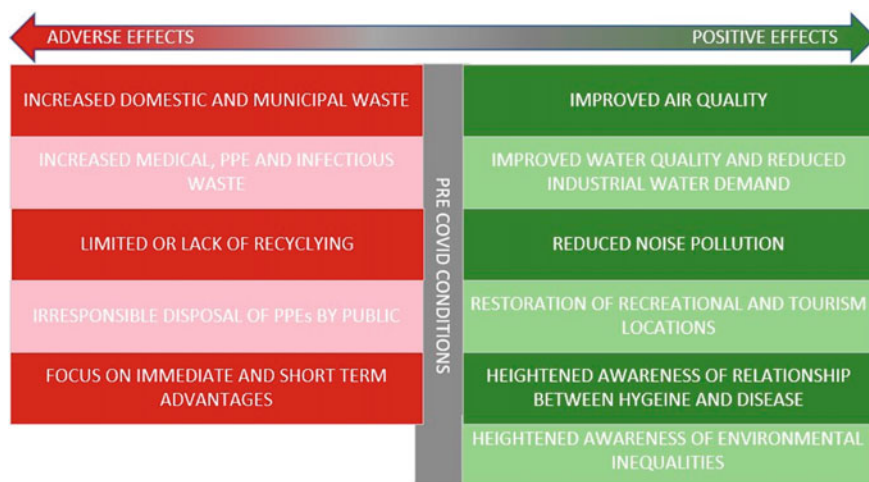 ADVERSE EFFECTS
POSITIVE EFFECTS
INCREASED DOMESTIC AND MUNICIPAL WASTE
INCREASED MEDICAL, PPE AND INFECTIOUS
WASTE
LIMITED OR LACK OF RECYCLYING
IRRESPONSIBLE DISPOSAL OF PPEs BY PUBLIC
FOCUS ON IMMEDIATE AND SHORT TERM
ADVANTAGES
PRE COVID CONDITIONS
IMPROVED AIR QUALITY
IMPROVED WATER QUALITY AND REDUCED
INDUSTRIAL WATER DEMAND
REDUCED NOISE POLLUTION
RESTORATION OF RECREATIONAL AND TOURISM
LOCATIONS
HEIGHTENED AWARENESS OF RELATIONSHIP
BETWEEN HYGEINE AND DISEASE
HEIGHTENED AWARENESS OF ENVIRONMENTAL
INEQUALITIES